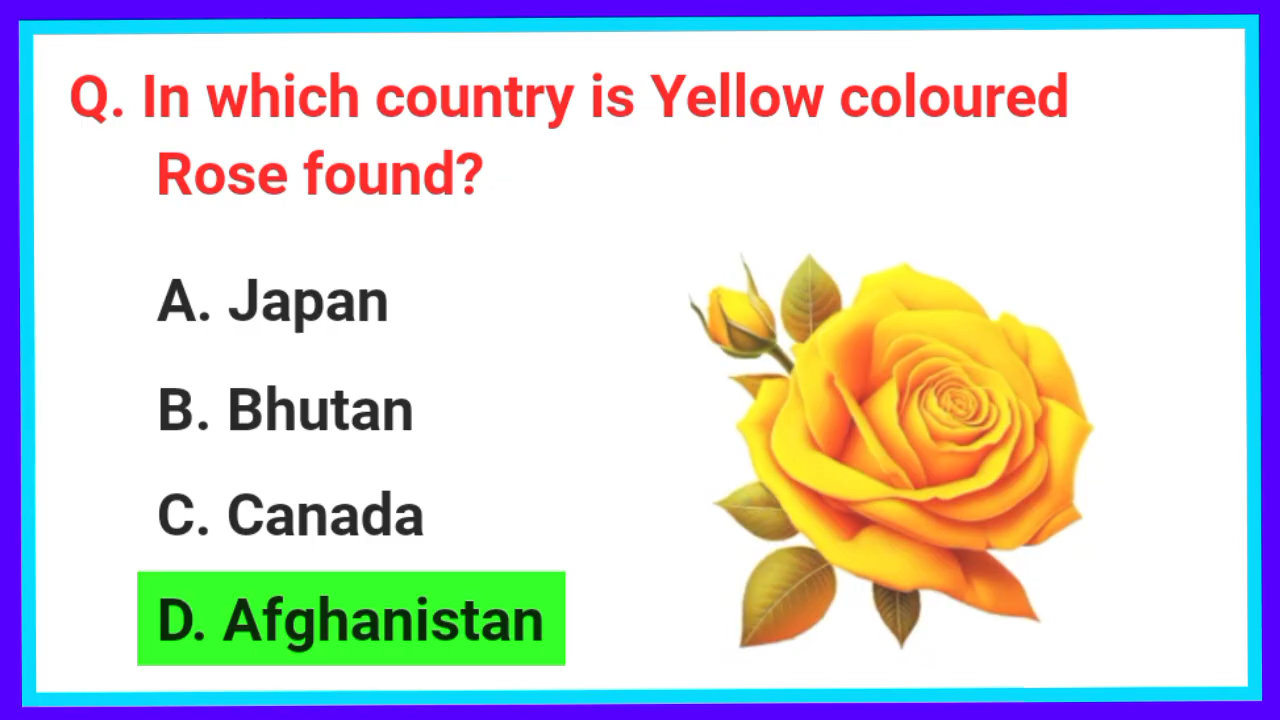 Q. In which country is Yellow coloured
Rose found?
A. Japan
B. Bhutan
C. Canada
D. Afghanistan